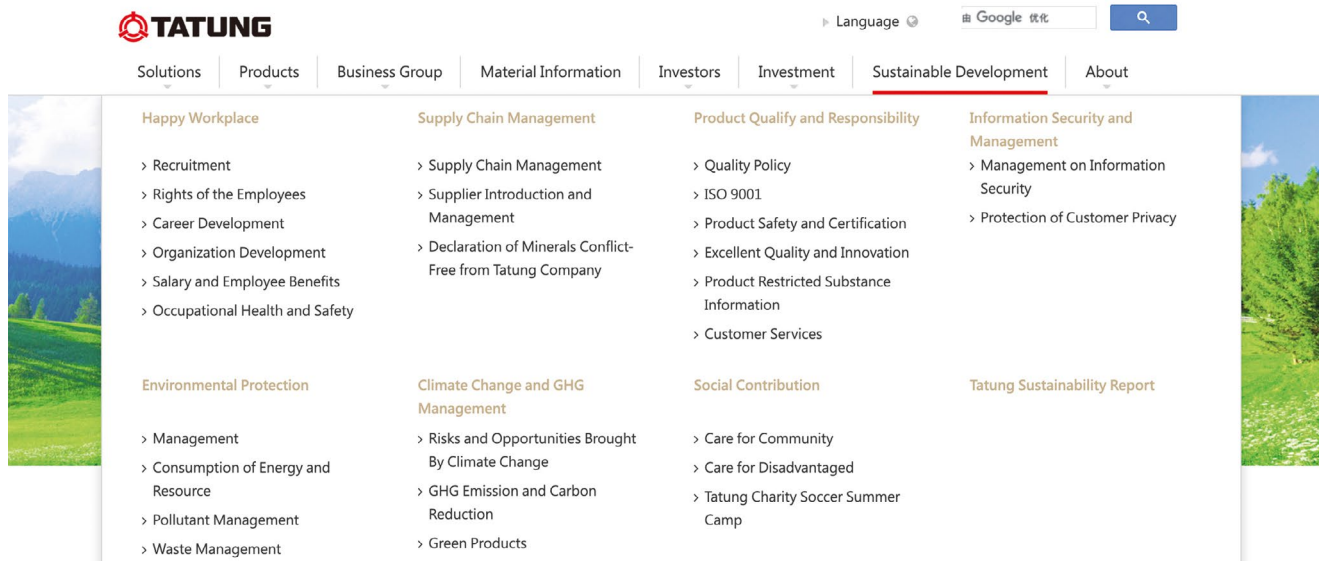 TATUNG
Language
由 Google 优化
Solutions
Products
Business Group
Material Information
Investors
Investment
Sustainable Development
About
Happy Workplace
> Recruitment
> Rights of the Employees
> Career Development
> Organization Development
> Salary and Employee Benefits
> Occupational Health and Safety
Supply Chain Management
> Supply Chain Management
> Supplier Introduction and
Management
> Declaration of Minerals Conflict-
Free from Tatung Company
Product Qualify and Responsibility
> Quality Policy
> ISO 9001
> Product Safety and Certification
> Excellent Quality and Innovation
> Product Restricted Substance
Information
> Customer Services
Information Security and
Management
> Management on Information
Security
> Protection of Customer Privacy
Environmental Protection
> Management
> Consumption of Energy and
Resource
> Pollutant Management
> Waste Management
Climate Change and GHG
Management
> Risks and Opportunities Brought
By Climate Change
> GHG Emission and Carbon
Reduction
> Green Products
Social Contribution
> Care for Community
> Care for Disadvantaged
> Tatung Charity Soccer Summer
Camp
Tatung Sustainability Report